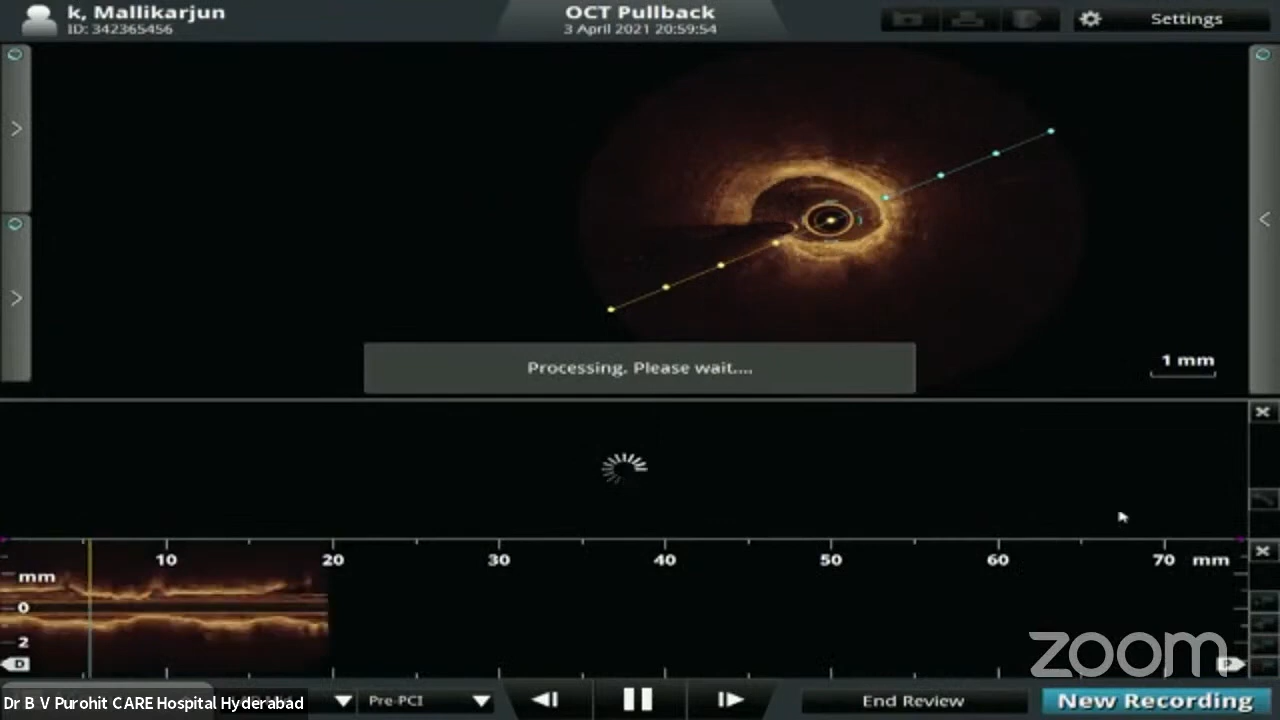 k, Mallikarjun
ID: 342365456
OCT Pullback
3 April 2021 20:59:54
Settings
Processing. Please wait....
1 mm
10 20 30 40 50 60 70 mm
mm
0
2
D
P
zoom
Dr B V Purohit CARE Hospital Hyderabad
Pre-PCI
End Review
New Recording